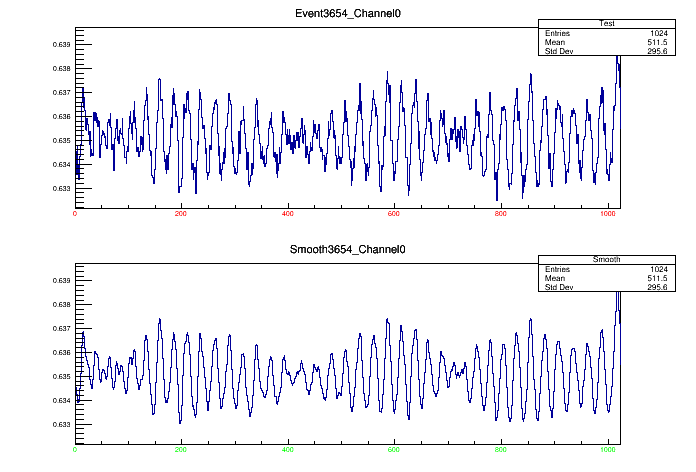 Event3654_Channel0
Test
Entries 1024
Mean 511.5
Std Dev 295.6
0.639
0.638
0.637
0.636
0.635
0.634
0.633
0 200 400 600 800 1000
Smooth3654_Channel0
Smooth
Entries 1024
Mean 511.5
Std Dev 295.6
0.639
0.638
0.637
0.636
0.635
0.634
0.633
0 200 400 600 800 1000